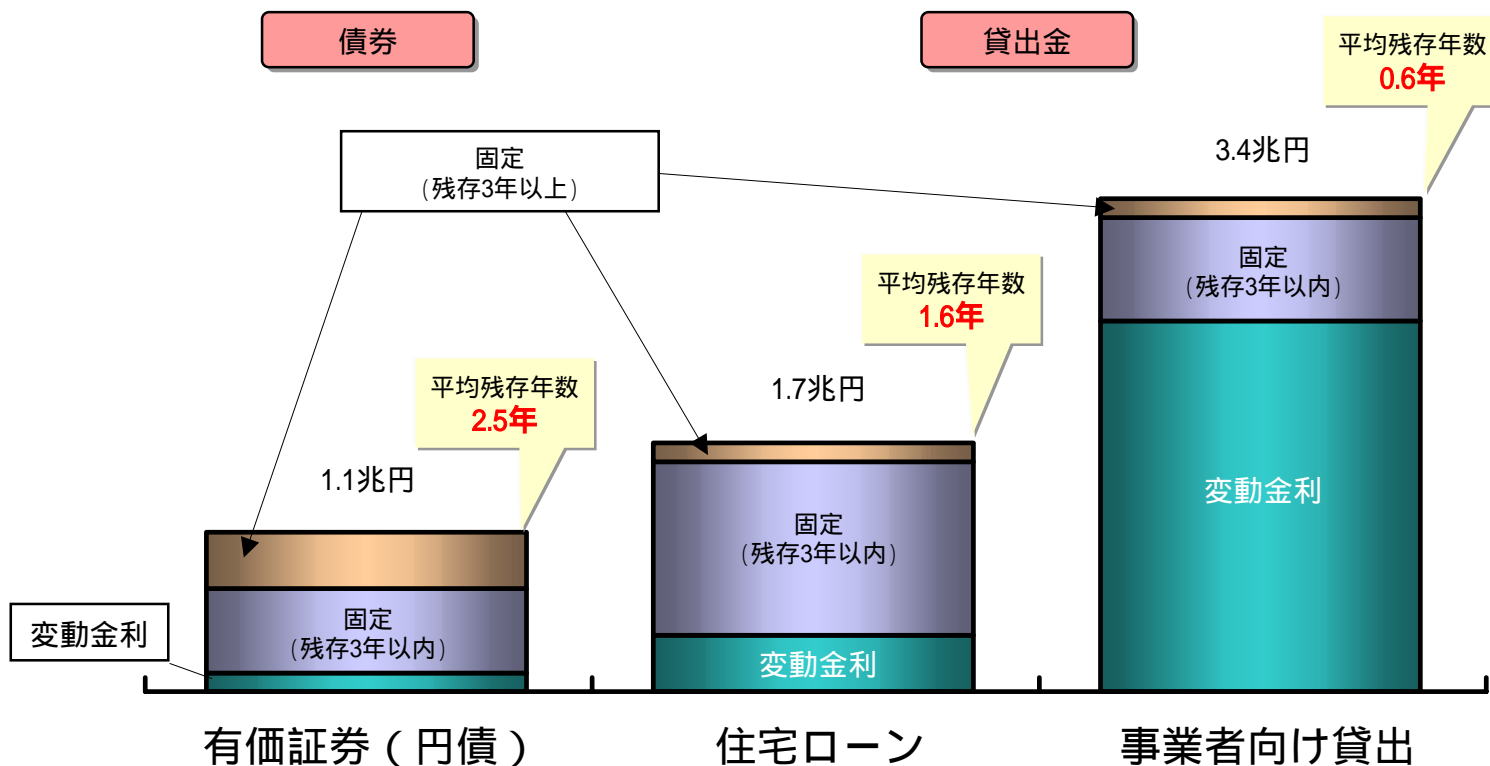 債券
貸出金
平均残存年数
0.6年
固定
(残存3年以上)
3.4兆円
固定
(残存3年以内)
平均残存年数
1.6年
平均残存年数
2.5年
1.7兆円
1.1兆円
変動金利
固定
(残存3年以内)
固定
(残存3年以内)
変動金利
変動金利
有価証券（円債）
住宅ローン
事業者向け貸出